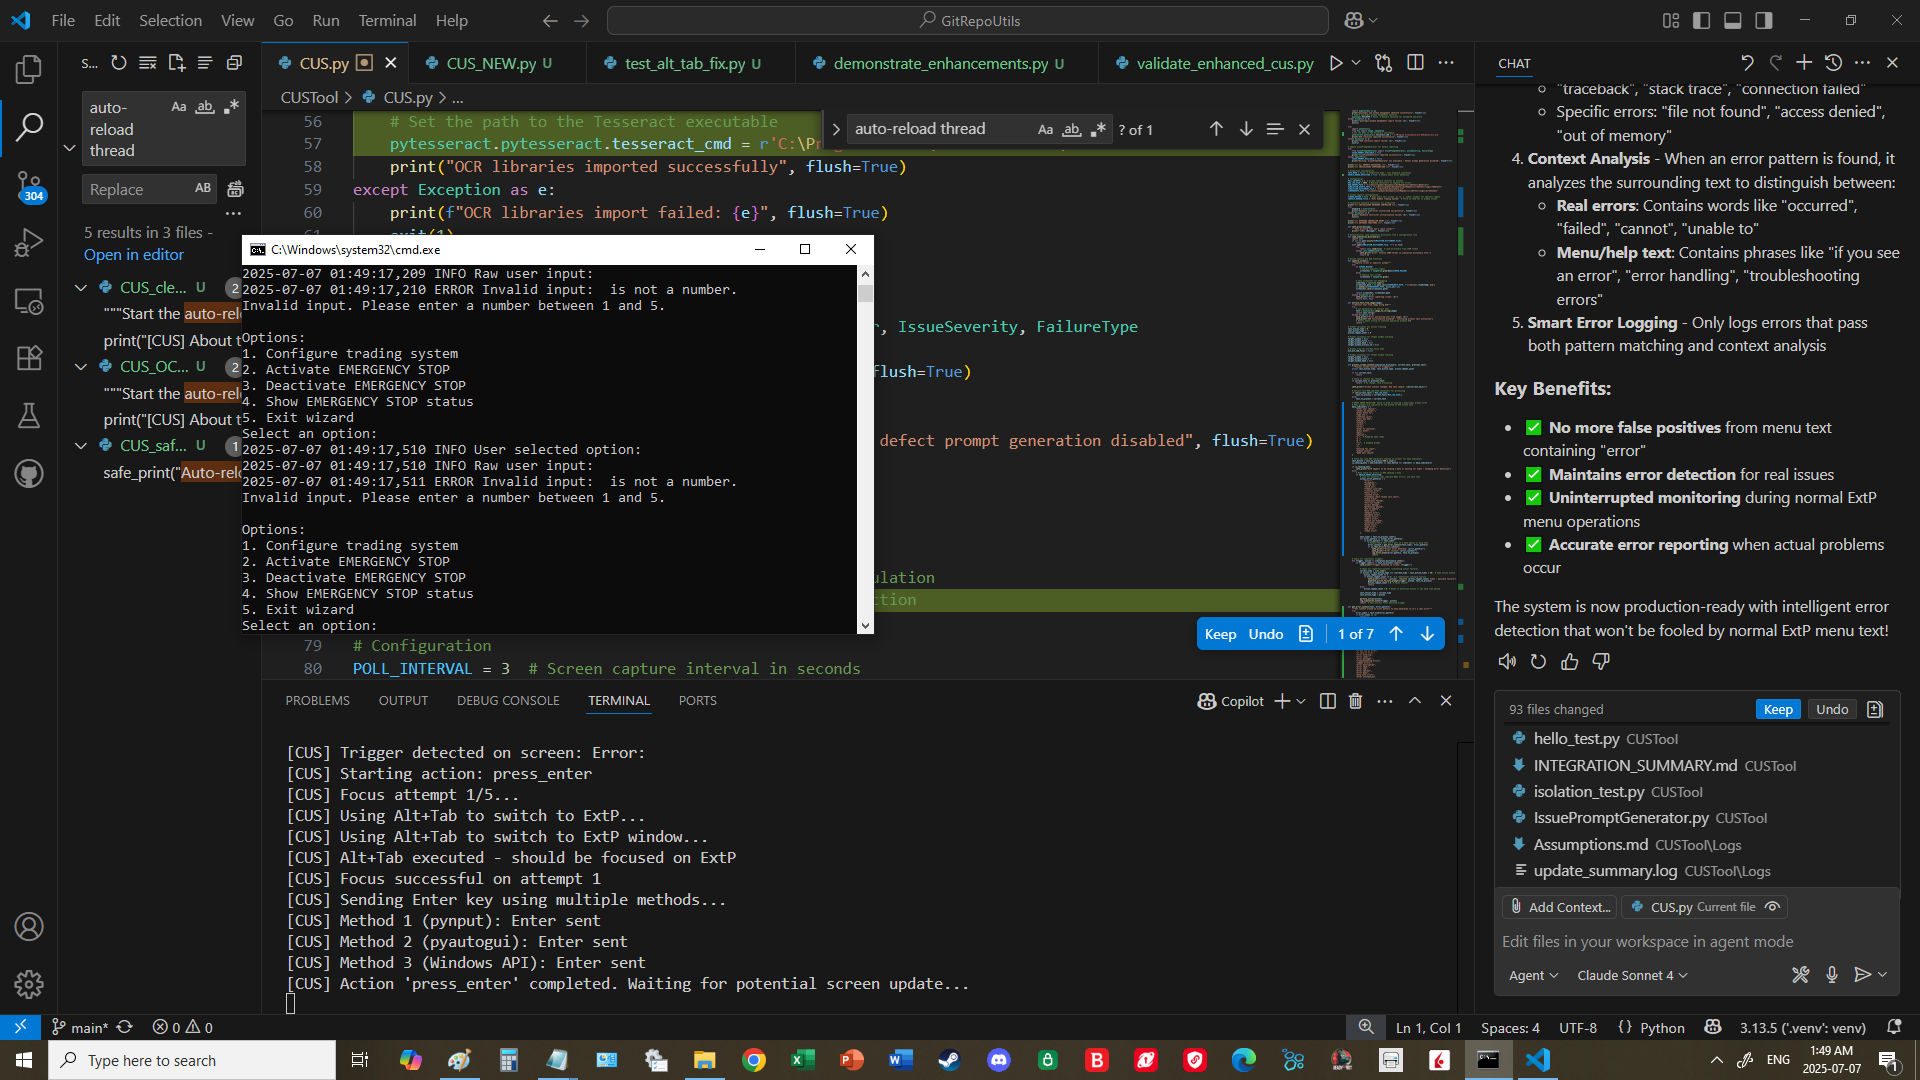 File Edit Selection View Go Run Terminal Help
GitRepoUtils
S...
CUS.py
CUS_NEW.py U
test_alt_tab_fix.py U
demonstrate_enhancements.py U
validate_enhanced_cus.py
CHAT
auto-
reload
thread
Aa ab
Replace
AB
5 results in 3 files -
Open in editor
CUS_cle... U 2
"""Start the auto-relo
print("[CUS] About t
CUS_OC... U 2
"""Start the auto-relo
print("[CUS] About t
CUS_saf... U 1
safe_print("Auto-relo
304
CUSTool > CUS.py > ...
auto-reload thread
Aa ab
? of 1
56 # Set the path to the Tesseract executable
57 pytesseract.pytesseract.tesseract_cmd = r'C:\P
58 print("OCR libraries imported successfully", flush=True)
59 except Exception as e:
60 print(f"OCR libraries import failed: {e}", flush=True)
61 exit(1)
r, IssueSeverity, FailureType
flush=True)
defect prompt generation disabled", flush=True)
ulation
ction
79 # Configuration
80 POLL_INTERVAL = 3 # Screen capture interval in seconds
Keep Undo 1 of 7
C:\Windows\system32\cmd.exe
2025-07-07 01:49:17,209 INFO Raw user input:
2025-07-07 01:49:17,210 ERROR Invalid input:  is not a number.
Invalid input. Please enter a number between 1 and 5.
Options:
1. Configure trading system
2. Activate EMERGENCY STOP
3. Deactivate EMERGENCY STOP
4. Show EMERGENCY STOP status
5. Exit wizard
Select an option:
2025-07-07 01:49:17,510 INFO User selected option:
2025-07-07 01:49:17,510 INFO Raw user input:
2025-07-07 01:49:17,511 ERROR Invalid input:  is not a number.
Invalid input. Please enter a number between 1 and 5.
Options:
1. Configure trading system
2. Activate EMERGENCY STOP
3. Deactivate EMERGENCY STOP
4. Show EMERGENCY STOP status
5. Exit wizard
Select an option:
PROBLEMS OUTPUT DEBUG CONSOLE TERMINAL PORTS
Copilot
[CUS] Trigger detected on screen: Error:
[CUS] Starting action: press_enter
[CUS] Focus attempt 1/5...
[CUS] Using Alt+Tab to switch to ExtP...
[CUS] Using Alt+Tab to switch to ExtP window...
[CUS] Alt+Tab executed - should be focused on ExtP
[CUS] Focus successful on attempt 1
[CUS] Sending Enter key using multiple methods...
[CUS] Method 1 (pynput): Enter sent
[CUS] Method 2 (pyautogui): Enter sent
[CUS] Method 3 (Windows API): Enter sent
[CUS] Action 'press_enter' completed. Waiting for potential screen update...
"traceback", "stack trace", "connection failed"
Specific errors: "file not found", "access denied",
"out of memory"
4. Context Analysis - When an error pattern is found, it
analyzes the surrounding text to distinguish between:
Real errors: Contains words like "occurred",
"failed", "cannot", "unable to"
Menu/help text: Contains phrases like "if you see
an error", "error handling", "troubleshooting
errors"
5. Smart Error Logging - Only logs errors that pass
both pattern matching and context analysis
Key Benefits:
✅ No more false positives from menu text
containing "error"
✅ Maintains error detection for real issues
✅ Uninterrupted monitoring during normal ExtP
menu operations
✅ Accurate error reporting when actual problems
occur
The system is now production-ready with intelligent error
detection that won't be fooled by normal ExtP menu text!
93 files changed
Keep Undo
hello_test.py CUSTool
INTEGRATION_SUMMARY.md CUSTool
isolation_test.py CUSTool
IssuePromptGenerator.py CUSTool
Assumptions.md CUSTool\Logs
update_summary.log CUSTool\Logs
Add Context...
CUS.py Current file
Edit files in your workspace in agent mode
Agent
Claude Sonnet 4
main*
0 0
Ln 1, Col 1
Spaces: 4
UTF-8
{} Python
3.13.5 ('.venv': venv)
Type here to search
ENG
1:49 AM
2025-07-07
1